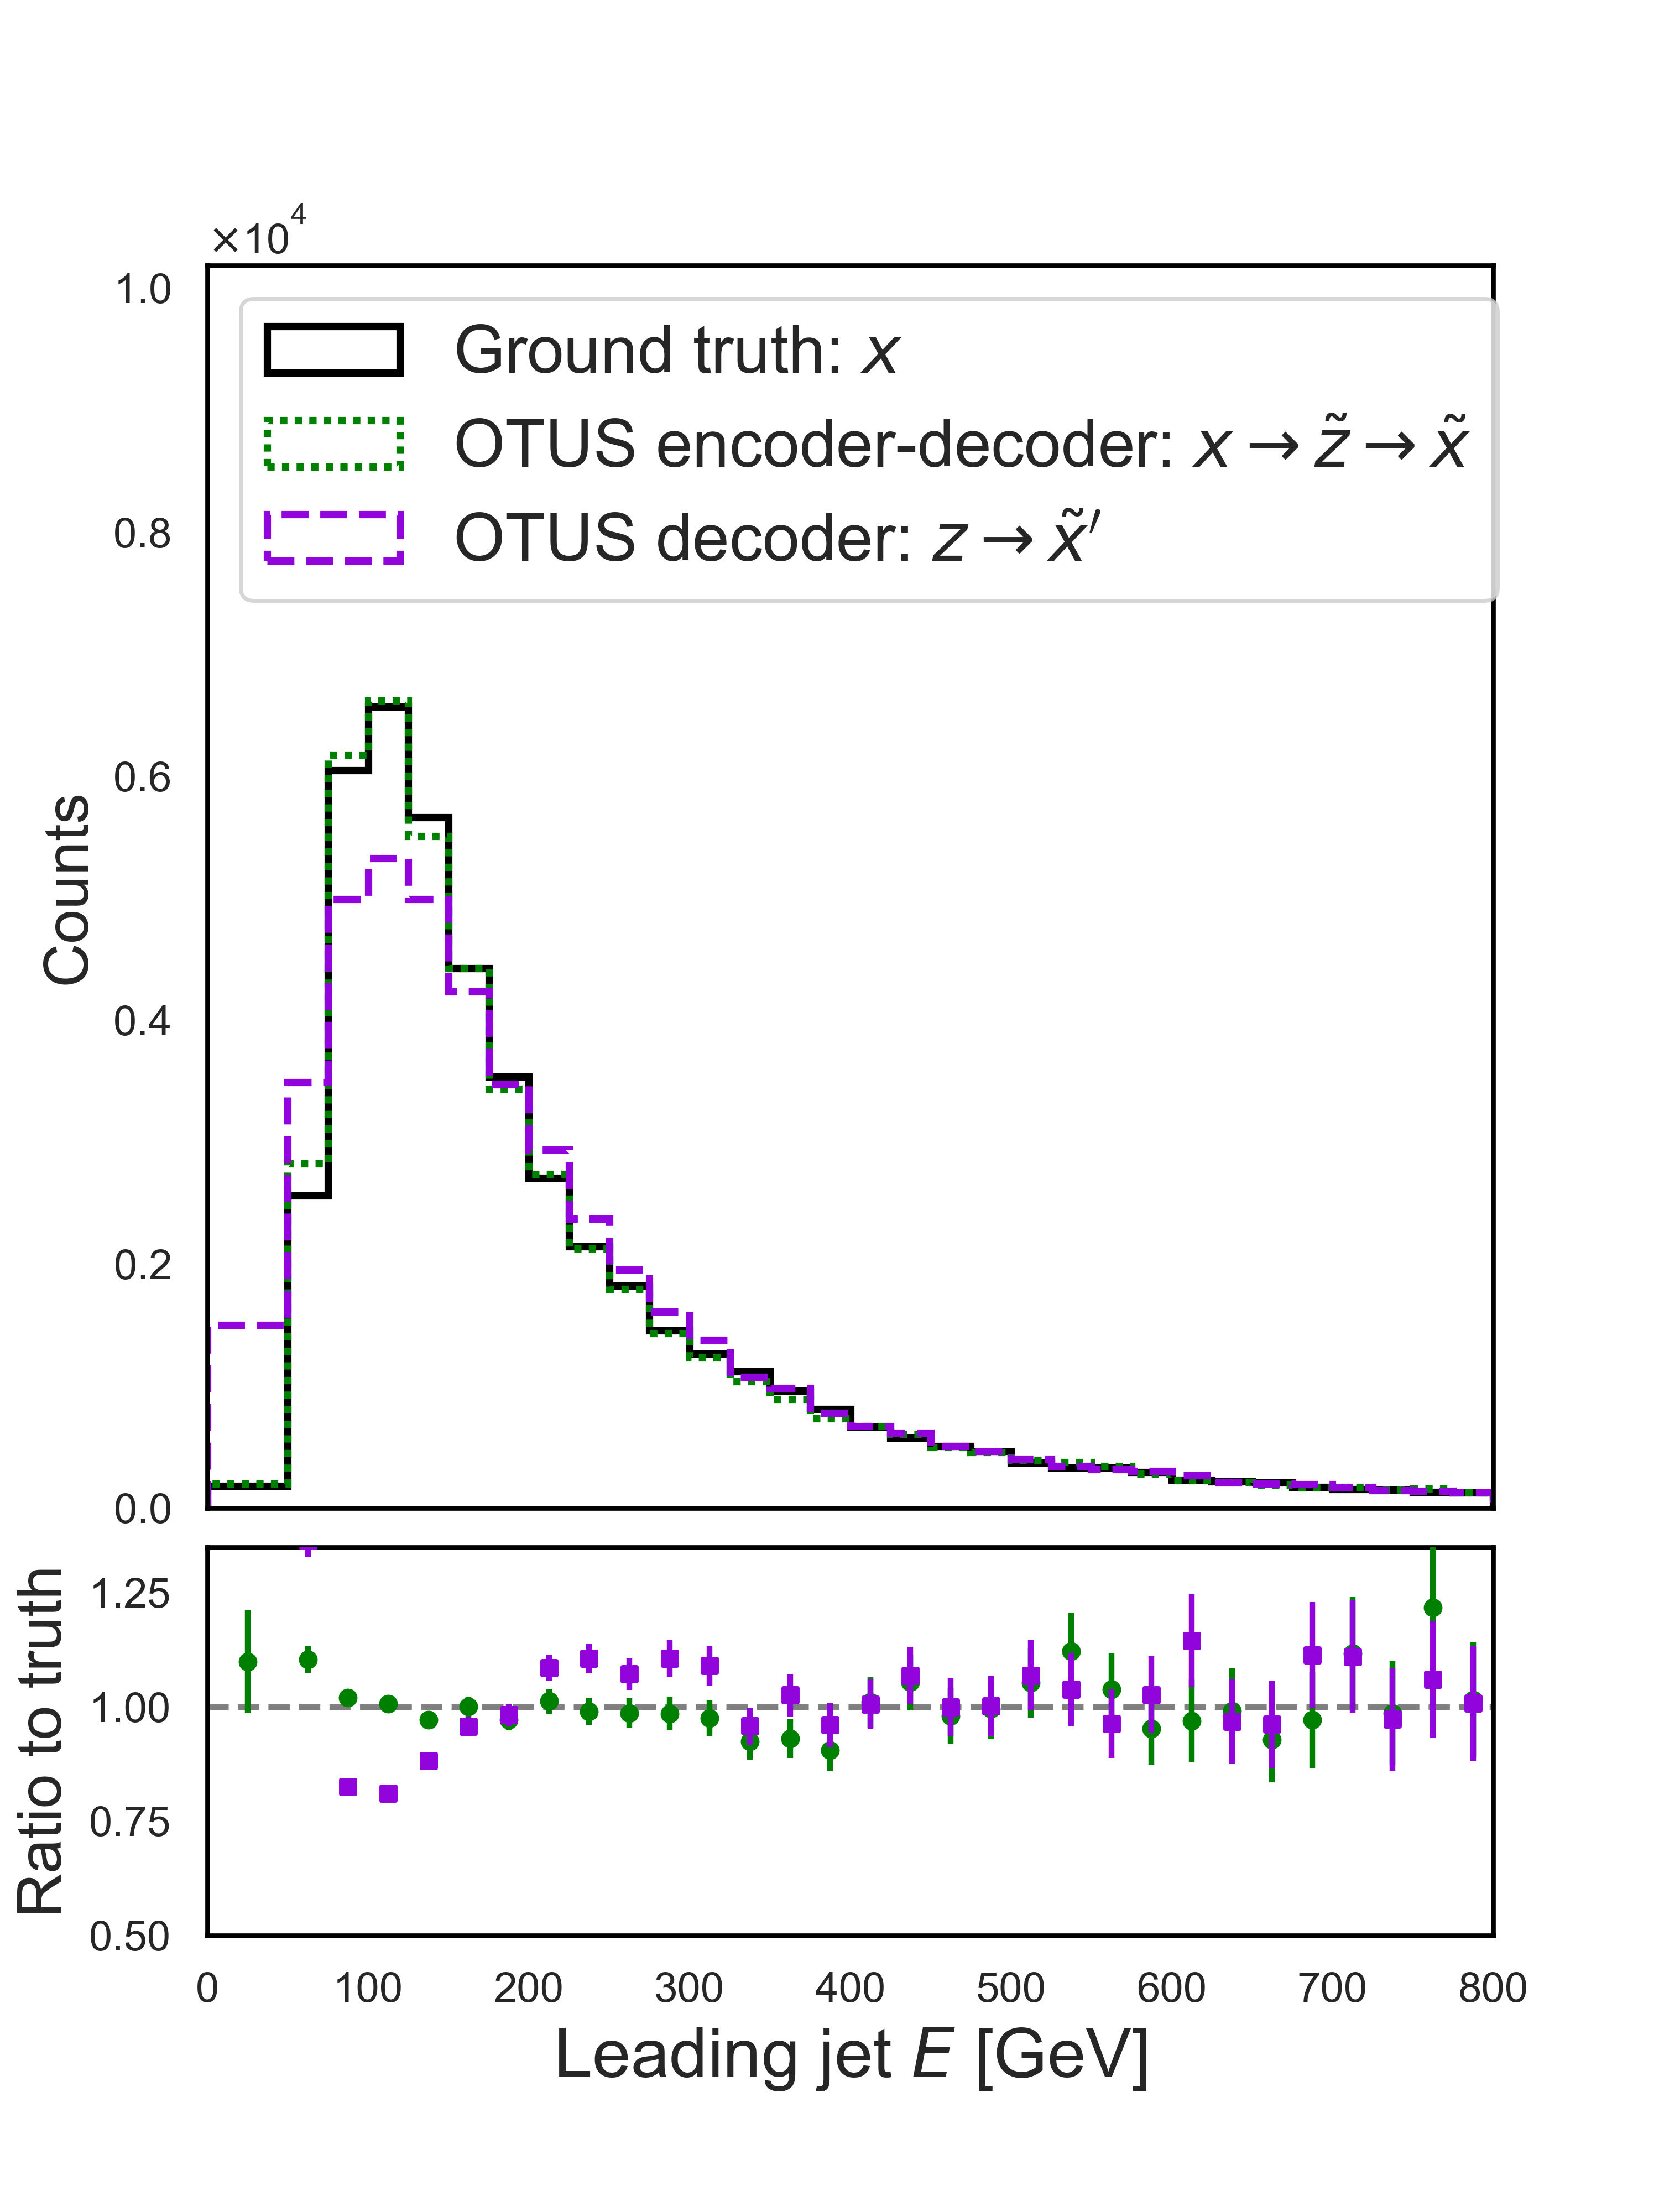 ×10⁴
1.0
Ground truth: x
OTUS encoder-decoder: x → z̃ → x̃
OTUS decoder: z → x̃′
0.8
0.6
0.4
0.2
0.0
Counts
1.25
1.00
0.75
0.50
Ratio to truth
0 100 200 300 400 500 600 700 800
Leading jet E [GeV]